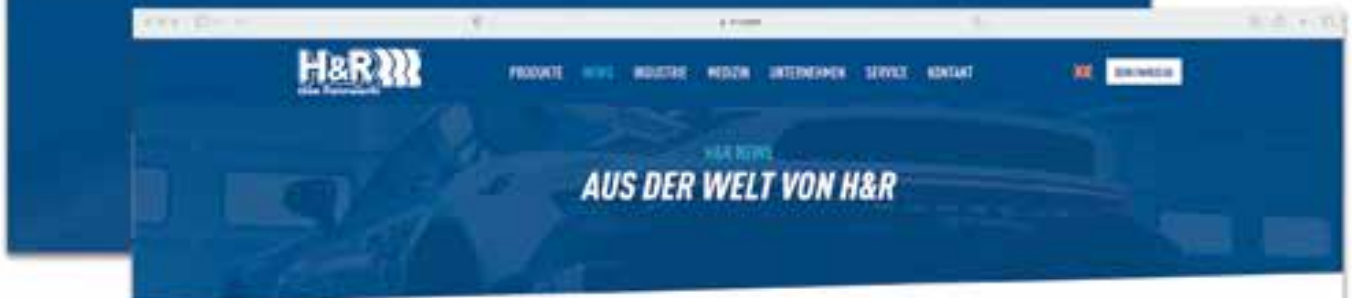 H&R
PRODUKTE NEWS INDUSTRIE MEDIZIN UNTERNEHMEN SERVICE KONTAKT
H&R NEWS
AUS DER WELT VON H&R